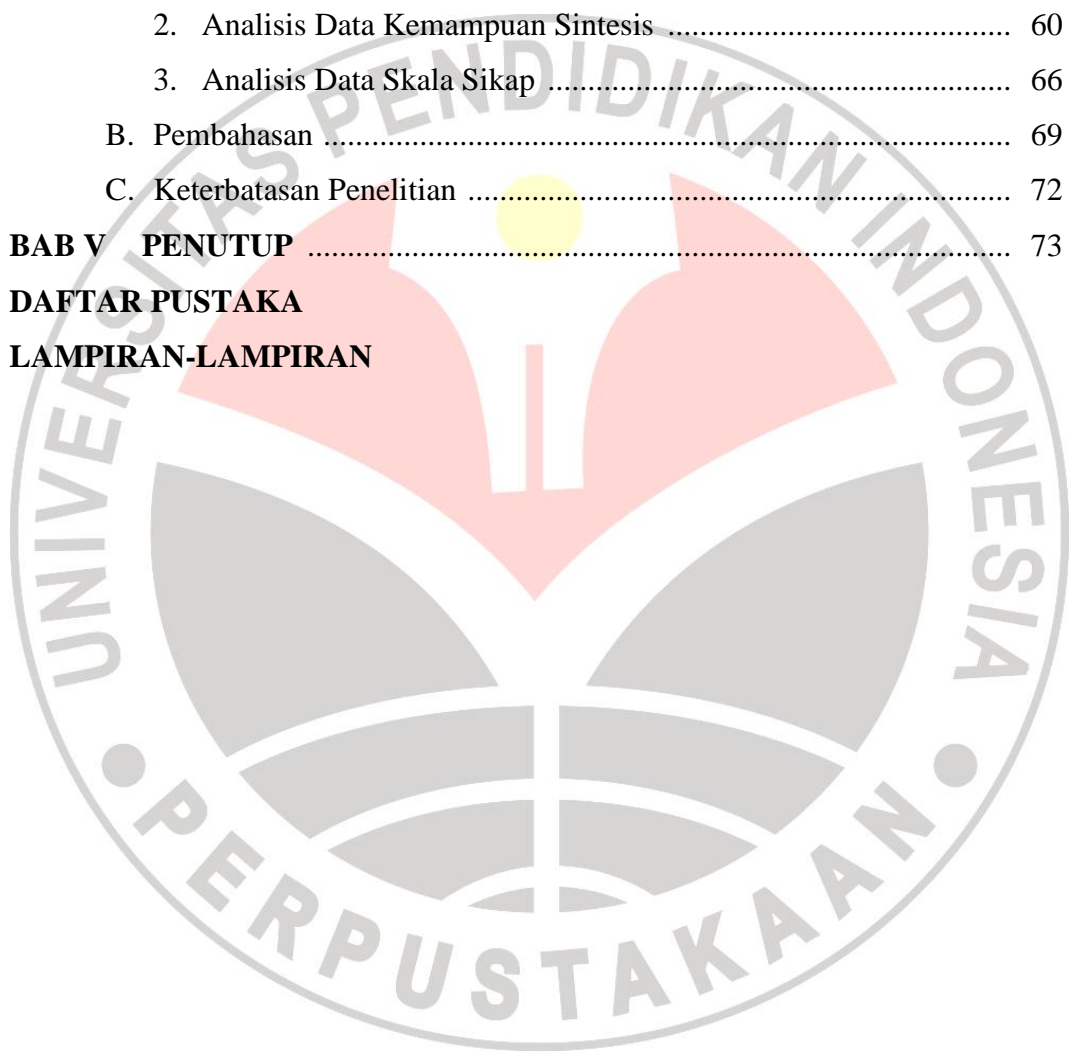 2. Analisis Data Kemampuan Sintesis ............................................. 60
3. Analisis Data Skala Sikap ............................................................. 66
B. Pembahasan .......................................................................................... 69
C. Keterbatasan Penelitian ....................................................................... 72
BAB V PENUTUP ............................................................................................ 73
DAFTAR PUSTAKA
LAMPIRAN-LAMPIRAN
UNIVERSITAS PENDIDIKAN INDONESIA
PERPUSTAKAAN